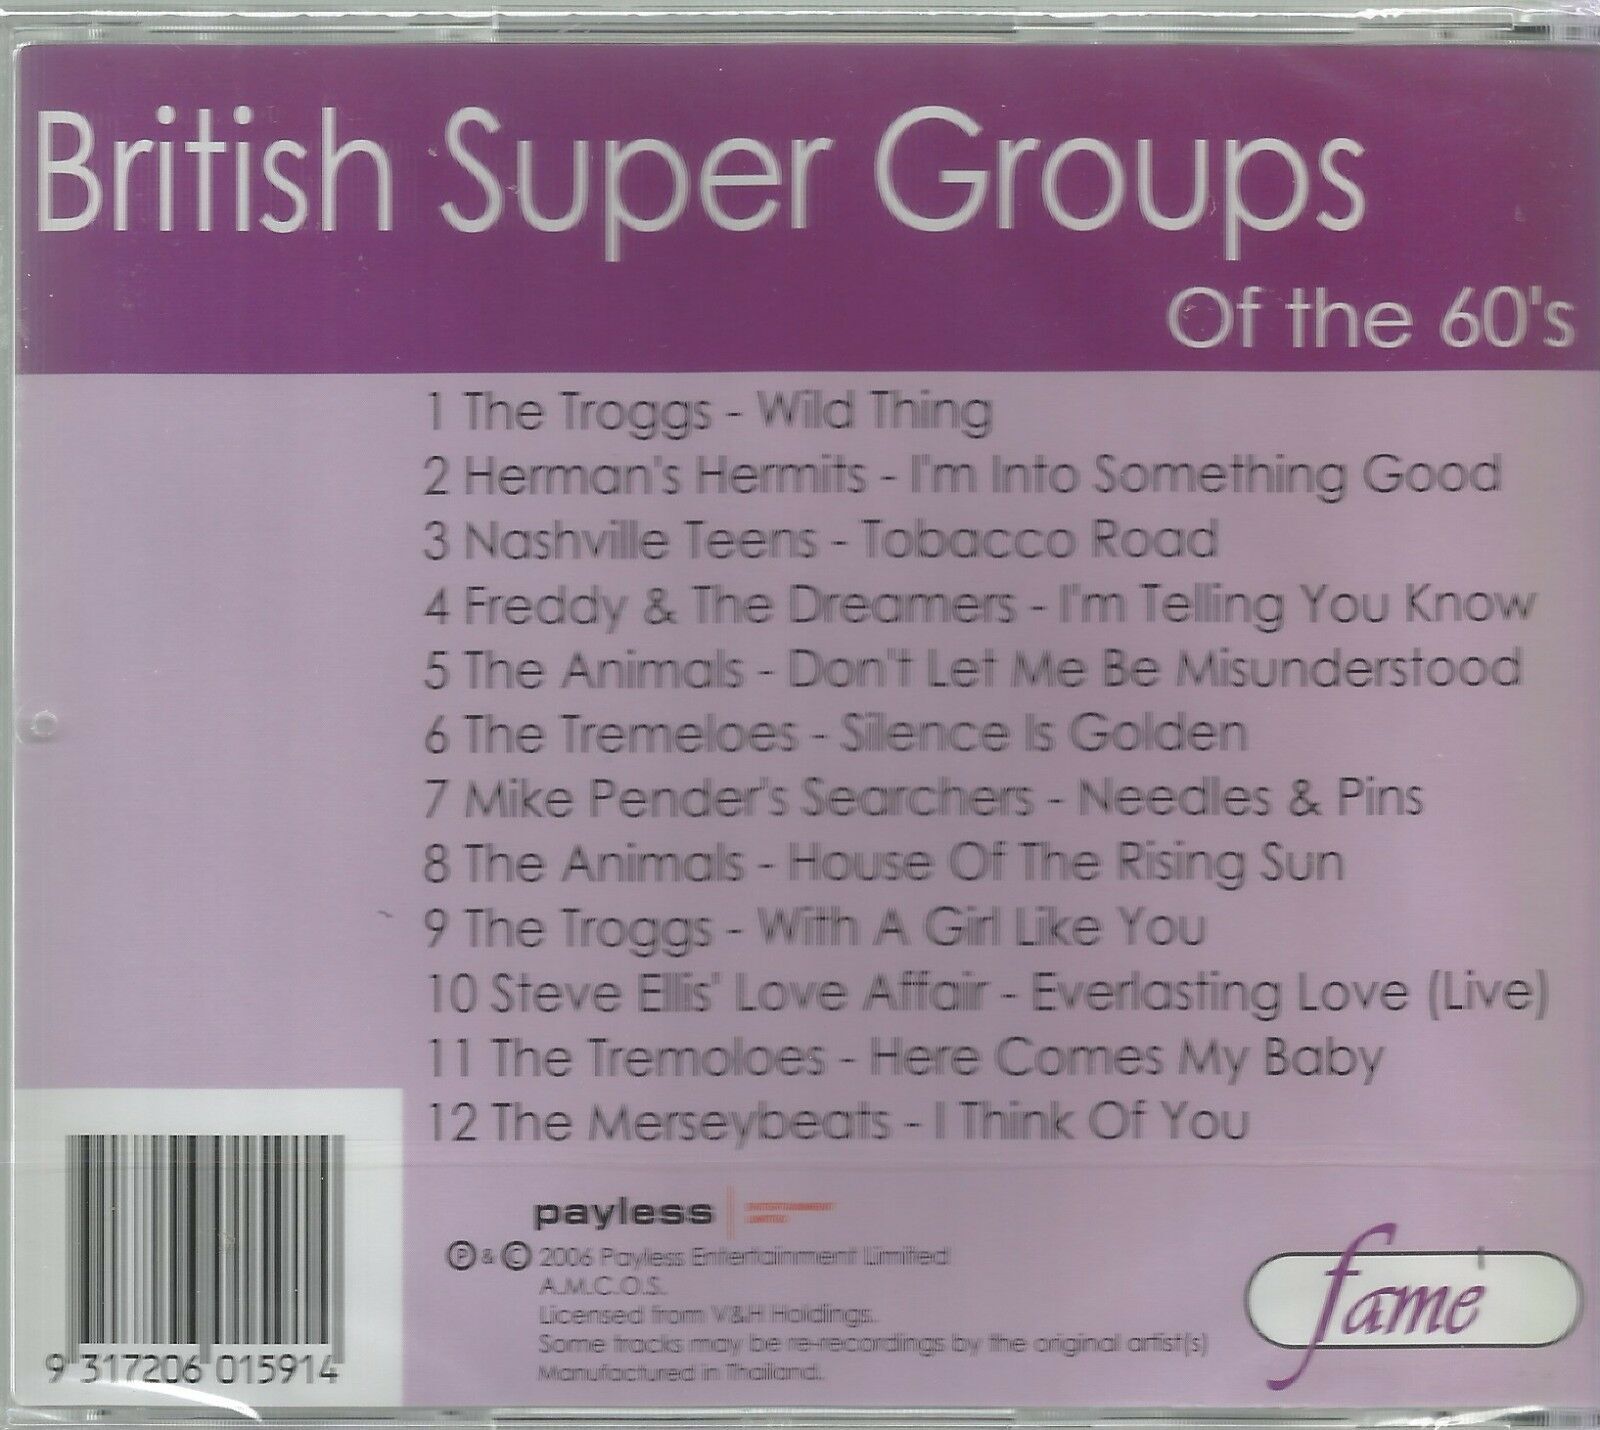 British Super Groups
Of the 60's
1 The Troggs - Wild Thing
2 Herman's Hermits - I'm Into Something Good
3 Nashville Teens - Tobacco Road
4 Freddy & The Dreamers - I'm Telling You Know
5 The Animals - Don't Let Me Be Misunderstood
6 The Tremeloes - Silence Is Golden
7 Mike Pender's Searchers - Needles & Pins
8 The Animals - House Of The Rising Sun
9 The Troggs - With A Girl Like You
10 Steve Ellis' Love Affair - Everlasting Love (Live)
11 The Tremoloes - Here Comes My Baby
12 The Merseybeats - I Think Of You
payless
ENTERTAINMENT
LIMITED
℗ & © 2006 Payless Entertainment Limited
A.M.C.O.S.
Licensed from V&H Holdings.
Some tracks may be re-recordings by the original artist(s)
Manufactured in Thailand.
fame
9 317206 015914